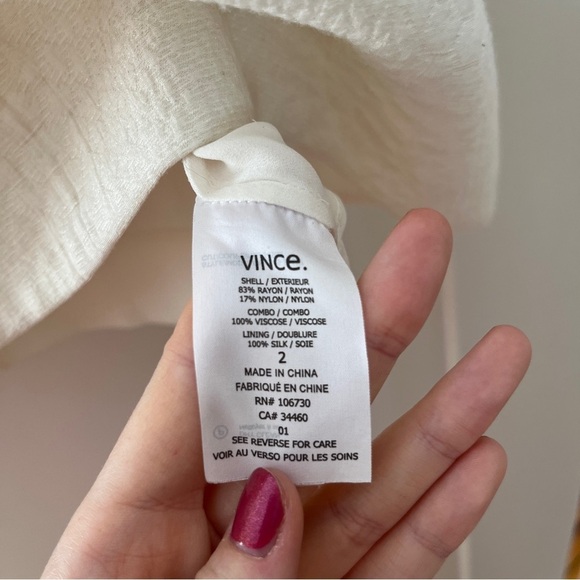 VINCe.
SHELL / EXTERIEUR
83% RAYON / RAYON
17% NYLON / NYLON
COMBO / COMBO
100% VISCOSE / VISCOSE
LINING / DOUBLURE
100% SILK / SOIE
2
MADE IN CHINA
FABRIQUÉ EN CHINE
RN# 106730
CA# 34460
01
SEE REVERSE FOR CARE
VOIR AU VERSO POUR LES SOINS